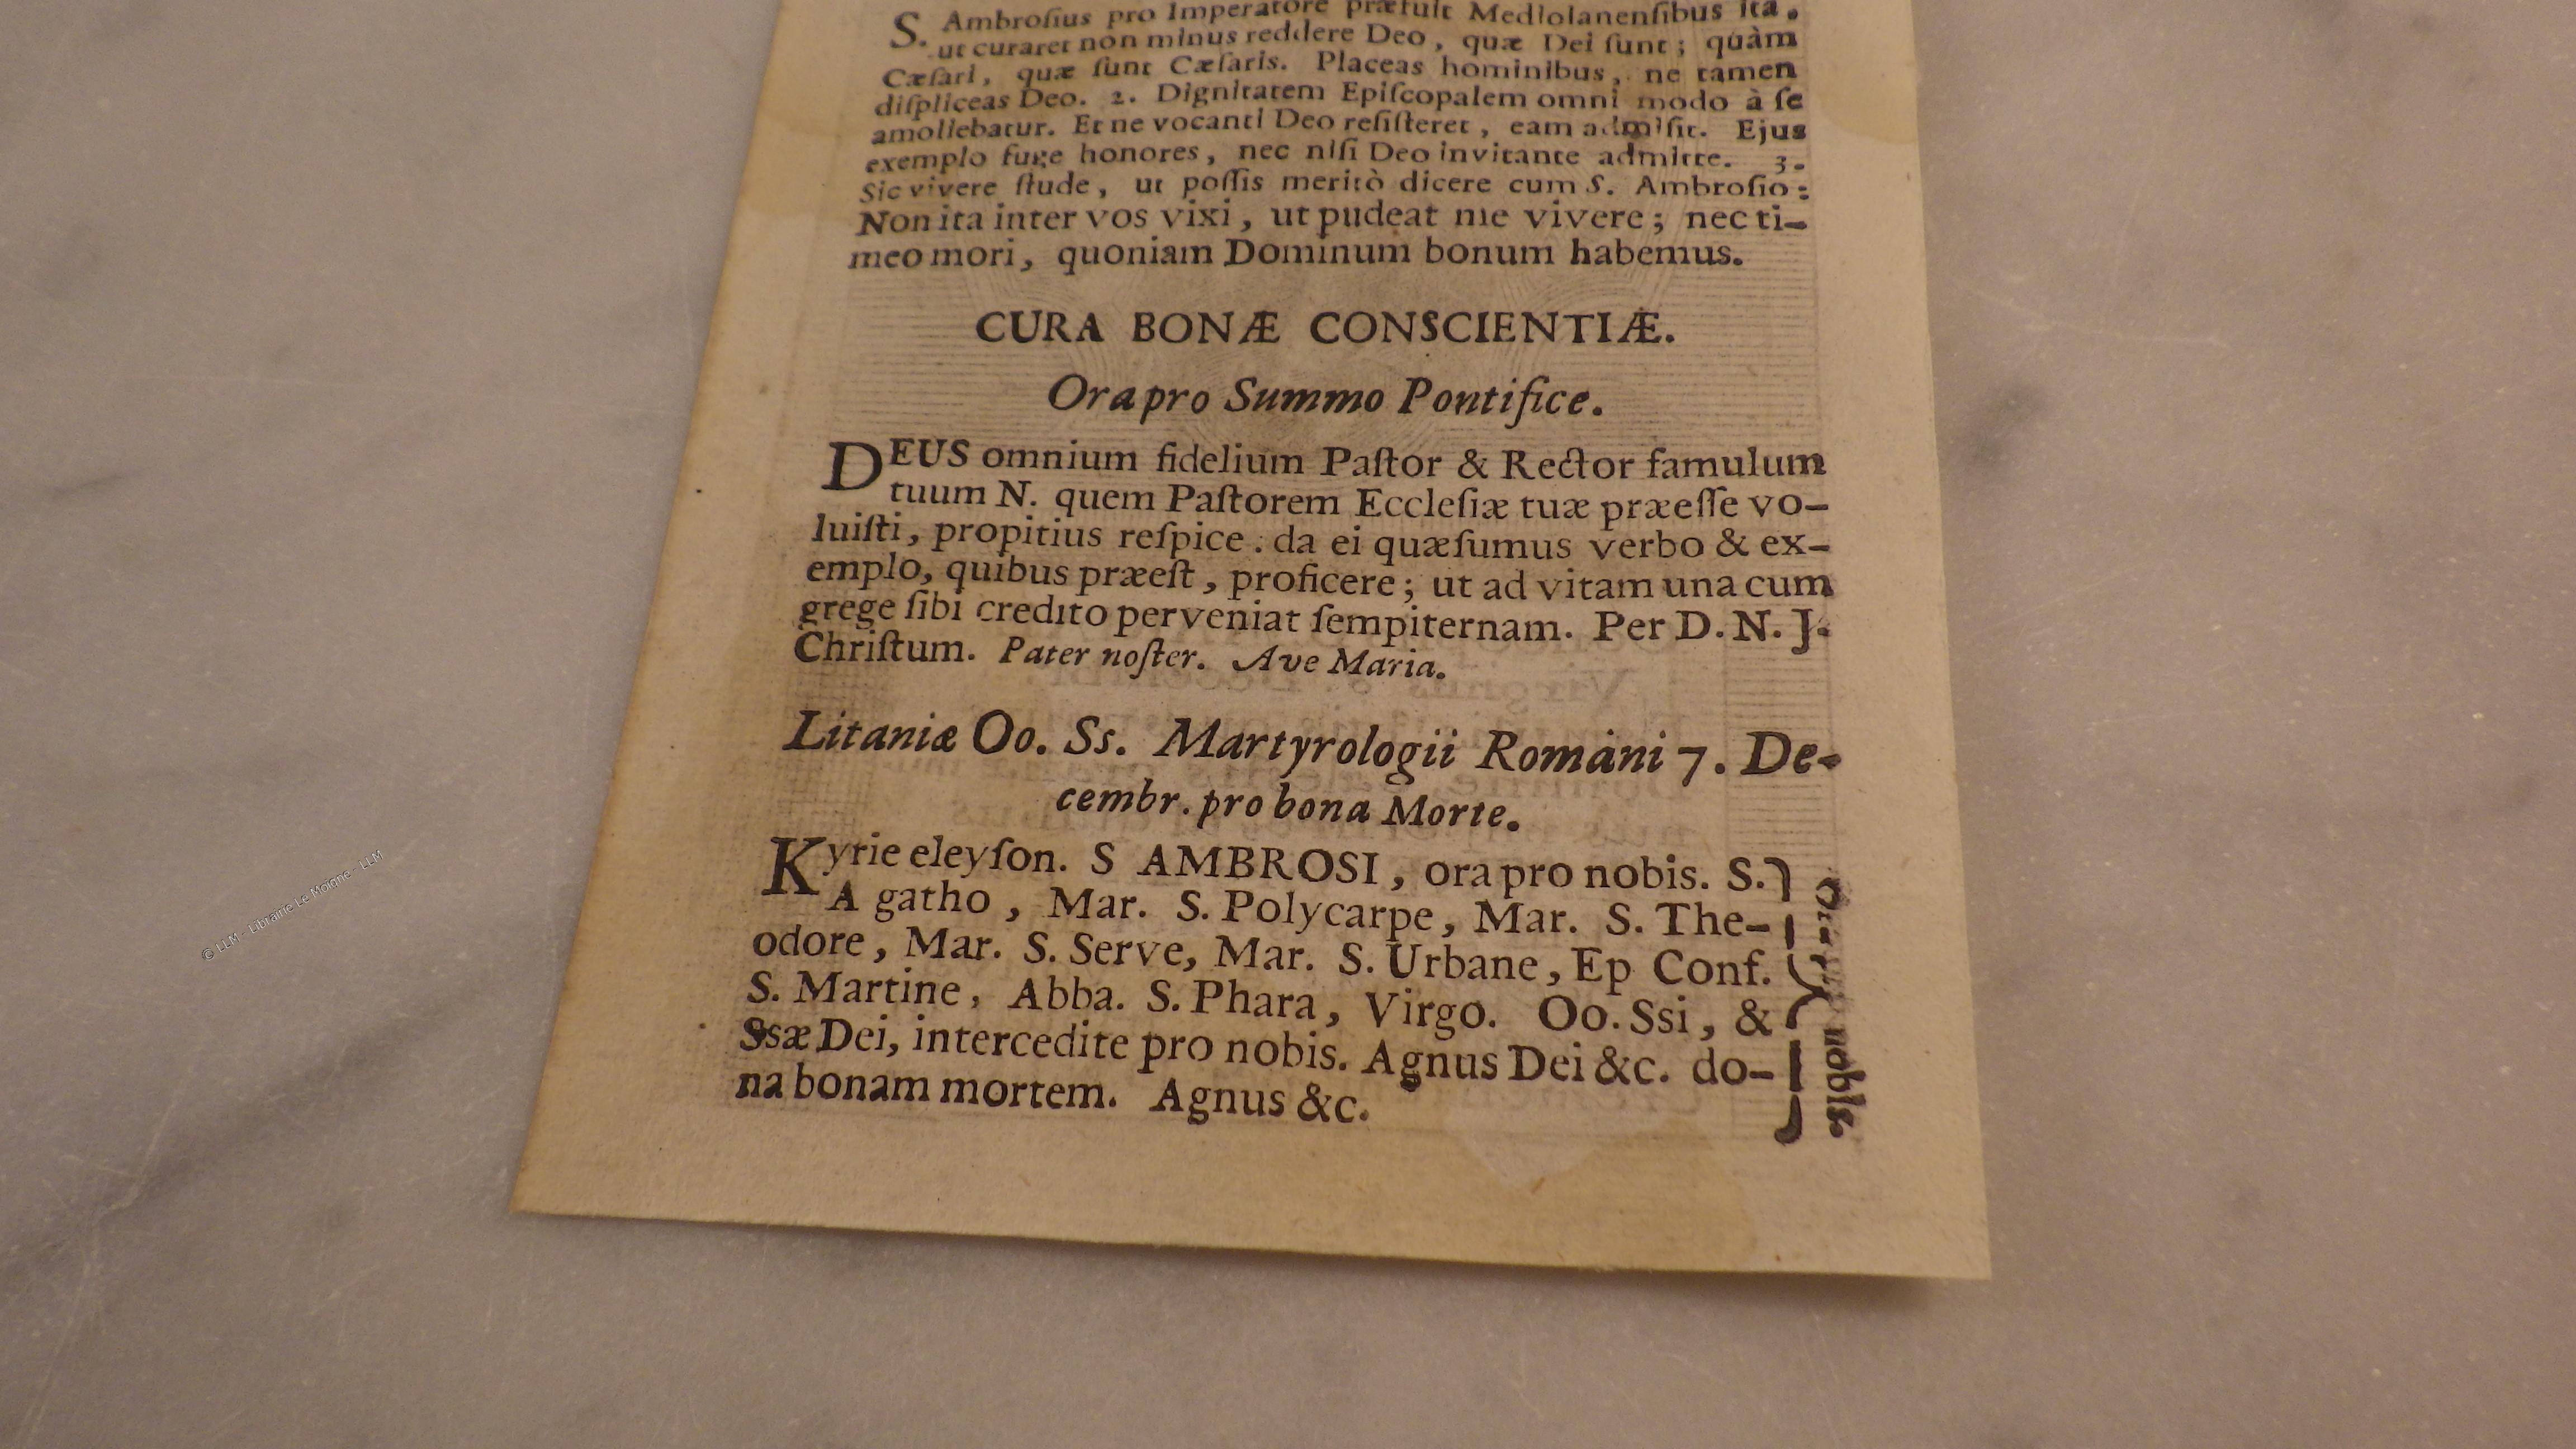 S. Ambroſius pro Imperatore præfuit Mediolanenſibus ita,
ut curaret non minus reddere Deo, quæ Dei ſunt; quàm
Cæſari, quæ ſunt Cæſaris. Placeas hominibus, ne tamen
diſpliceas Deo. 2. Dignitatem Epiſcopalem omni modo à ſe
amoliebatur. Et ne vocanti Deo reſiſteret, eam admiſit. Ejus
exemplo fuge honores, nec niſi Deo invitante admitte. 3.
Sic vivere ſtude, ut poſſis meritò dicere cum S. Ambroſio:
Non ita inter vos vixi, ut pudeat me vivere; nec ti-
meo mori, quoniam Dominum bonum habemus.
CURA BONÆ CONSCIENTIÆ.
Ora pro Summo Pontifice.
DEUS omnium fidelium Paſtor & Rector famulum
tuum N. quem Paſtorem Eccleſiæ tuæ præeſſe vo-
luiſti, propitius reſpice. da ei quæſumus verbo & ex-
emplo, quibus præeſt, proficere; ut ad vitam una cum
grege ſibi credito perveniat ſempiternam. Per D. N. J.
Chriſtum. Pater noſter. Ave Maria.
Litaniæ Oo. Ss. Martyrologii Romani 7. De-
cembr. pro bona Morte.
Kyrie eleyſon. S AMBROSI, ora pro nobis. S.
Agatho, Mar. S. Polycarpe, Mar. S. The-
odore, Mar. S. Serve, Mar. S. Urbane, Ep Conf.
S. Martine, Abba. S. Phara, Virgo. Oo. Ssi, &
Ssæ Dei, intercedite pro nobis. Agnus Dei &c. do-
na bonam mortem. Agnus &c.
nobis.
© LLM - Librairie Le Moigne - LLM